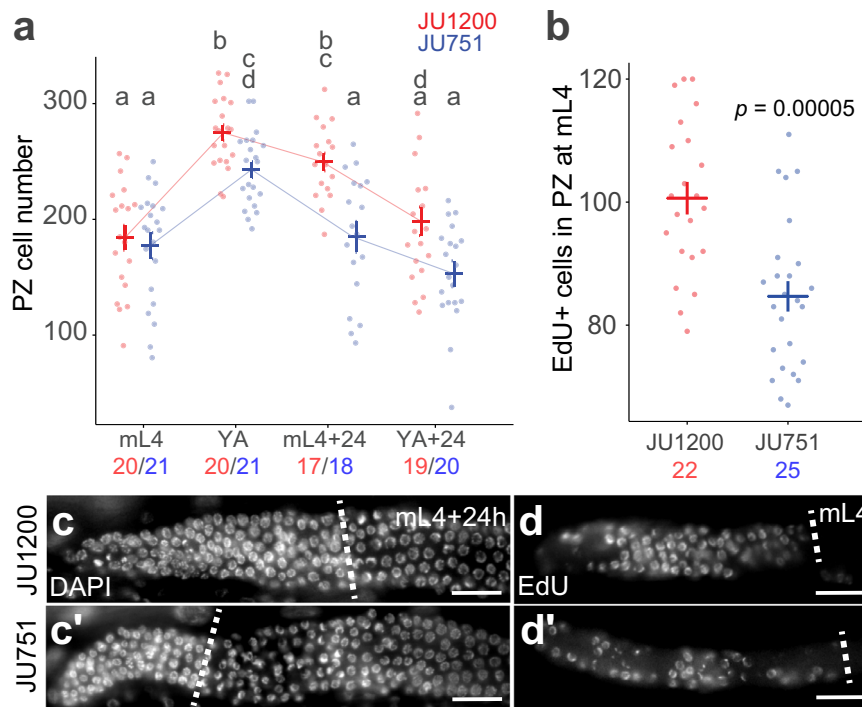 a
JU1200
JU751
b
b
c
d
b
c
d
a
a
a
a
a
PZ cell number
300
200
100
mL4
YA
mL4+24
YA+24
20/21
20/21
17/18
19/20
b
p = 0.00005
EdU+ cells in PZ at mL4
120
100
80
JU1200
JU751
22
25
JU1200
c
mL4+24h
DAPI
d
mL4
EdU
JU751
c'
d'